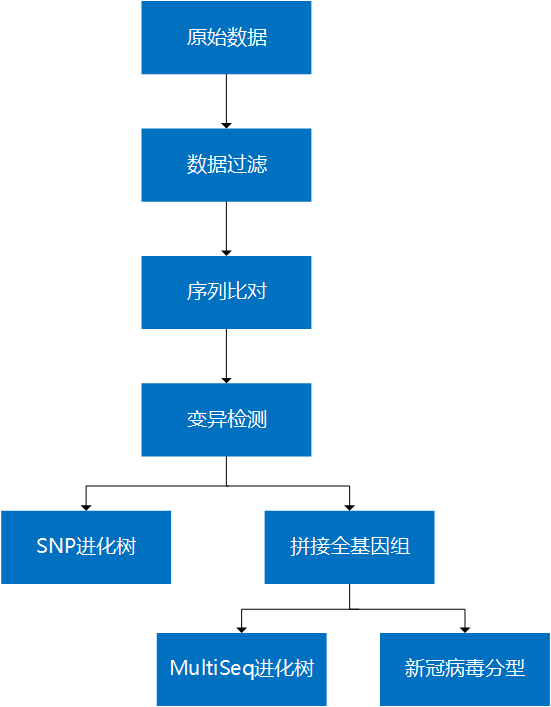 原始数据
数据过滤
序列比对
变异检测
SNP进化树
拼接全基因组
MultiSeq进化树
新冠病毒分型